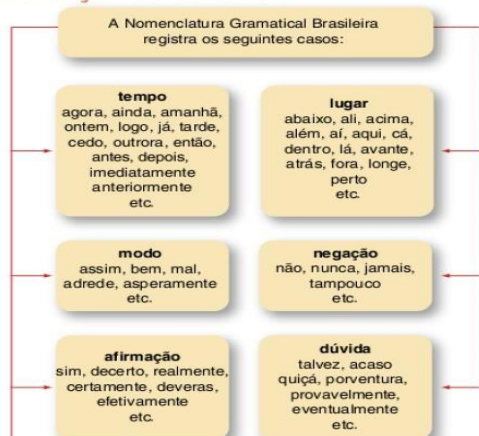 A Nomenclatura Gramatical Brasileira
registra os seguintes casos:
tempo
agora, ainda, amanhã,
ontem, logo, já, tarde,
cedo, outrora, então,
antes, depois,
imediatamente
anteriormente
etc.
lugar
abaixo, ali, acima,
além, aí, aqui, cá,
dentro, lá, avante,
atrás, fora, longe,
perto
etc.
modo
assim, bem, mal,
adrede, asperamente
etc.
negação
não, nunca, jamais,
tampouco
etc.
afirmação
sim, decerto, realmente,
certamente, deveras,
efetivamente
etc.
dúvida
talvez, acaso
quiçá, porventura,
provavelmente,
eventualmente
etc.